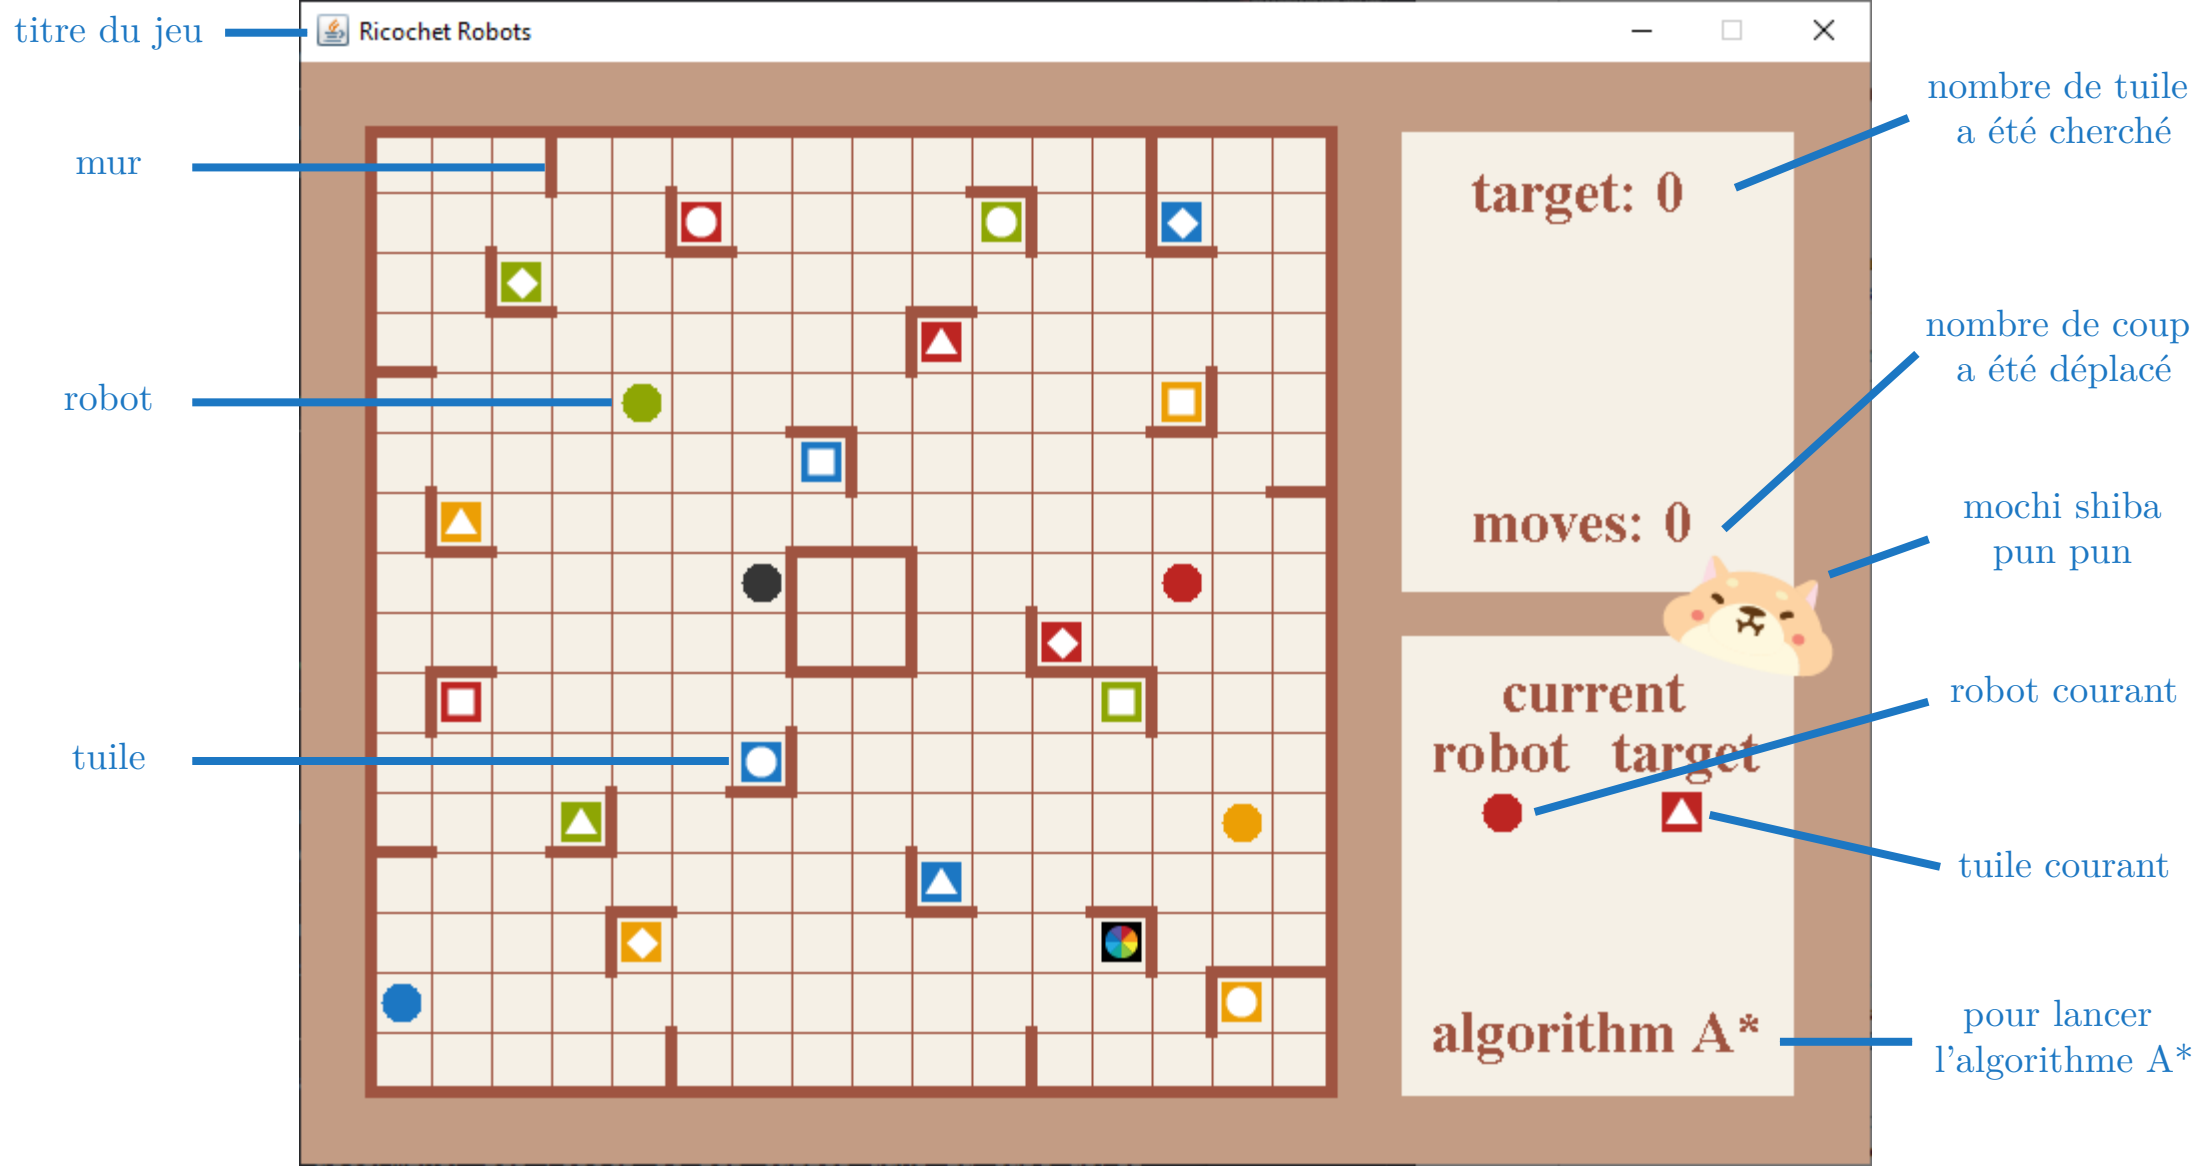 titre du jeu
Ricochet Robots
nombre de tuile
a été cherché
mur
target: 0
nombre de coup
a été déplacé
robot
moves: 0
mochi shiba
pun pun
current
robot target
robot courant
tuile
tuile courant
algorithm A*
pour lancer
l'algorithme A*